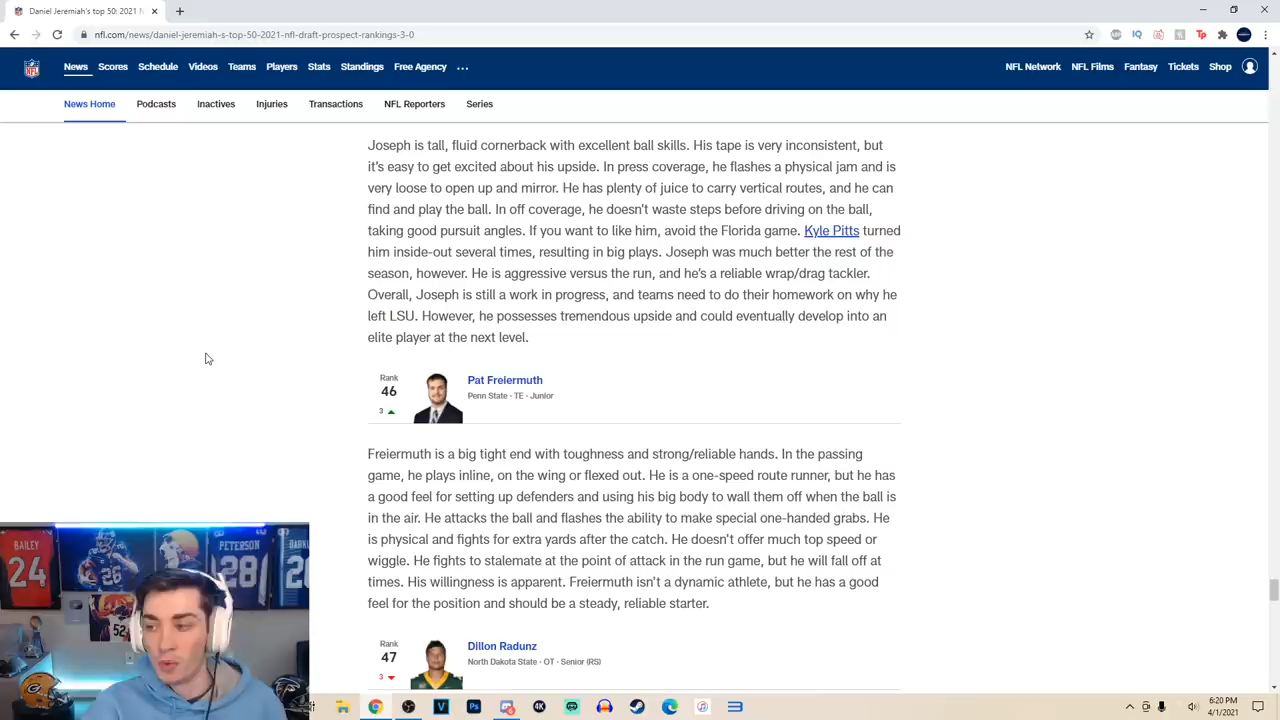 Daniel Jeremiah's top 50: 2021 N
nfl.com/news/daniel-jeremiah-s-top-50-2021-nfl-draft-prospect-rankings-3-0
NFL
News Scores Schedule Videos Teams Players Stats Standings Free Agency ...
NFL Network NFL Films Fantasy Tickets Shop
News Home Podcasts Inactives Injuries Transactions NFL Reporters Series
Joseph is tall, fluid cornerback with excellent ball skills. His tape is very inconsistent, but
it's easy to get excited about his upside. In press coverage, he flashes a physical jam and is
very loose to open up and mirror. He has plenty of juice to carry vertical routes, and he can
find and play the ball. In off coverage, he doesn't waste steps before driving on the ball,
taking good pursuit angles. If you want to like him, avoid the Florida game. Kyle Pitts turned
him inside-out several times, resulting in big plays. Joseph was much better the rest of the
season, however. He is aggressive versus the run, and he's a reliable wrap/drag tackler.
Overall, Joseph is still a work in progress, and teams need to do their homework on why he
left LSU. However, he possesses tremendous upside and could eventually develop into an
elite player at the next level.
Rank
46
3
Pat Freiermuth
Penn State · TE · Junior
Freiermuth is a big tight end with toughness and strong/reliable hands. In the passing
game, he plays inline, on the wing or flexed out. He is a one-speed route runner, but he has
a good feel for setting up defenders and using his big body to wall them off when the ball is
in the air. He attacks the ball and flashes the ability to make special one-handed grabs. He
is physical and fights for extra yards after the catch. He doesn't offer much top speed or
wiggle. He fights to stalemate at the point of attack in the run game, but he will fall off at
times. His willingness is apparent. Freiermuth isn't a dynamic athlete, but he has a good
feel for the position and should be a steady, reliable starter.
Rank
47
3
Dillon Radunz
North Dakota State · OT · Senior (RS)
BAILEY
24
26
PETERSON
28
52
6:20 PM
4/1/2021